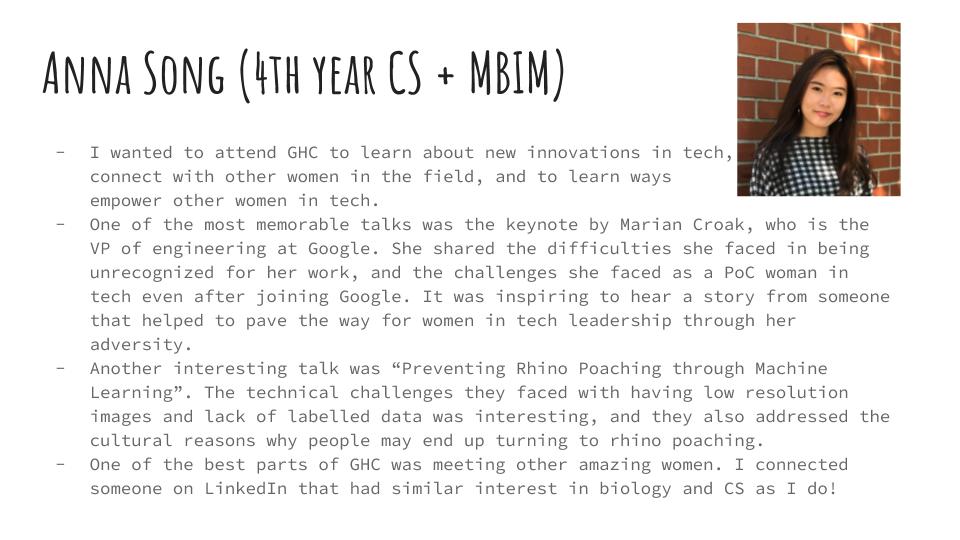 Anna Song (4th year CS + MBIM)
- I wanted to attend GHC to learn about new innovations in tech,
connect with other women in the field, and to learn ways
empower other women in tech.
- One of the most memorable talks was the keynote by Marian Croak, who is the
VP of engineering at Google. She shared the difficulties she faced in being
unrecognized for her work, and the challenges she faced as a PoC woman in
tech even after joining Google. It was inspiring to hear a story from someone
that helped to pave the way for women in tech leadership through her
adversity.
- Another interesting talk was “Preventing Rhino Poaching through Machine
Learning”. The technical challenges they faced with having low resolution
images and lack of labelled data was interesting, and they also addressed the
cultural reasons why people may end up turning to rhino poaching.
- One of the best parts of GHC was meeting other amazing women. I connected
someone on LinkedIn that had similar interest in biology and CS as I do!